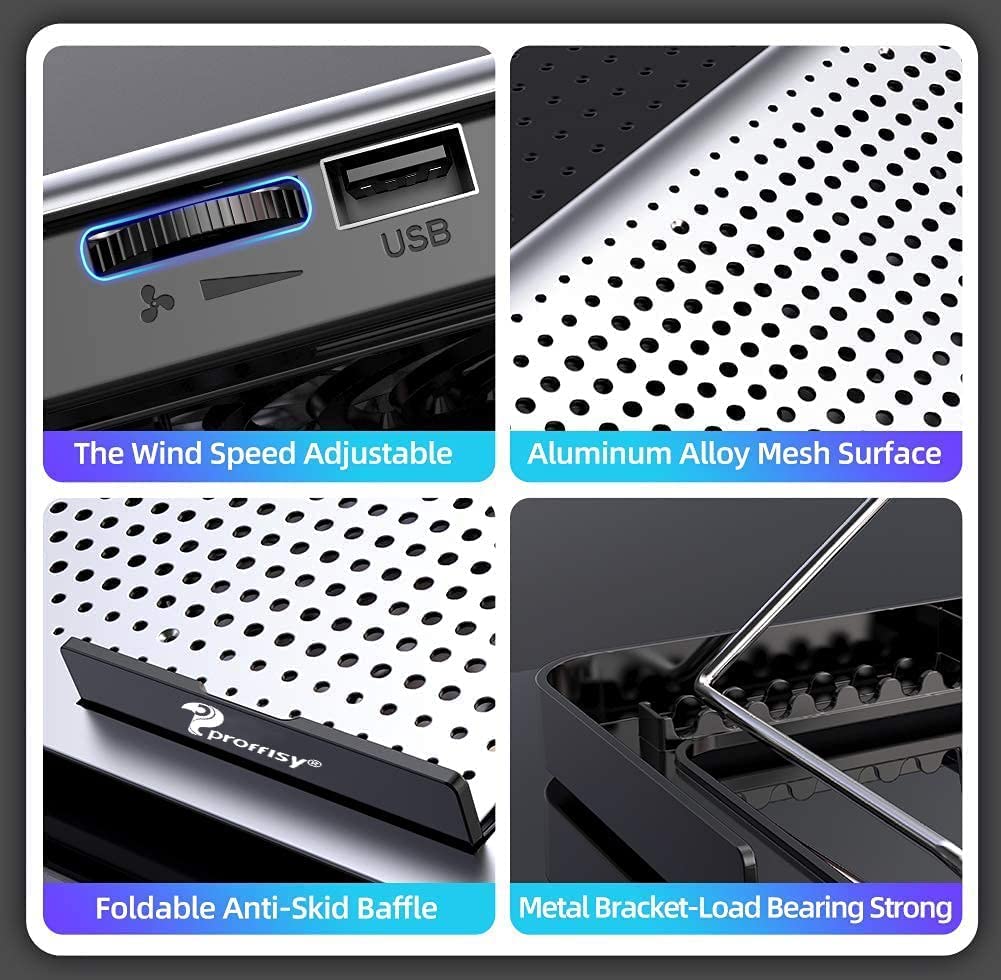 USB
The Wind Speed Adjustable
Aluminum Alloy Mesh Surface
proffisy®
Foldable Anti-Skid Baffle
Metal Bracket-Load Bearing Strong